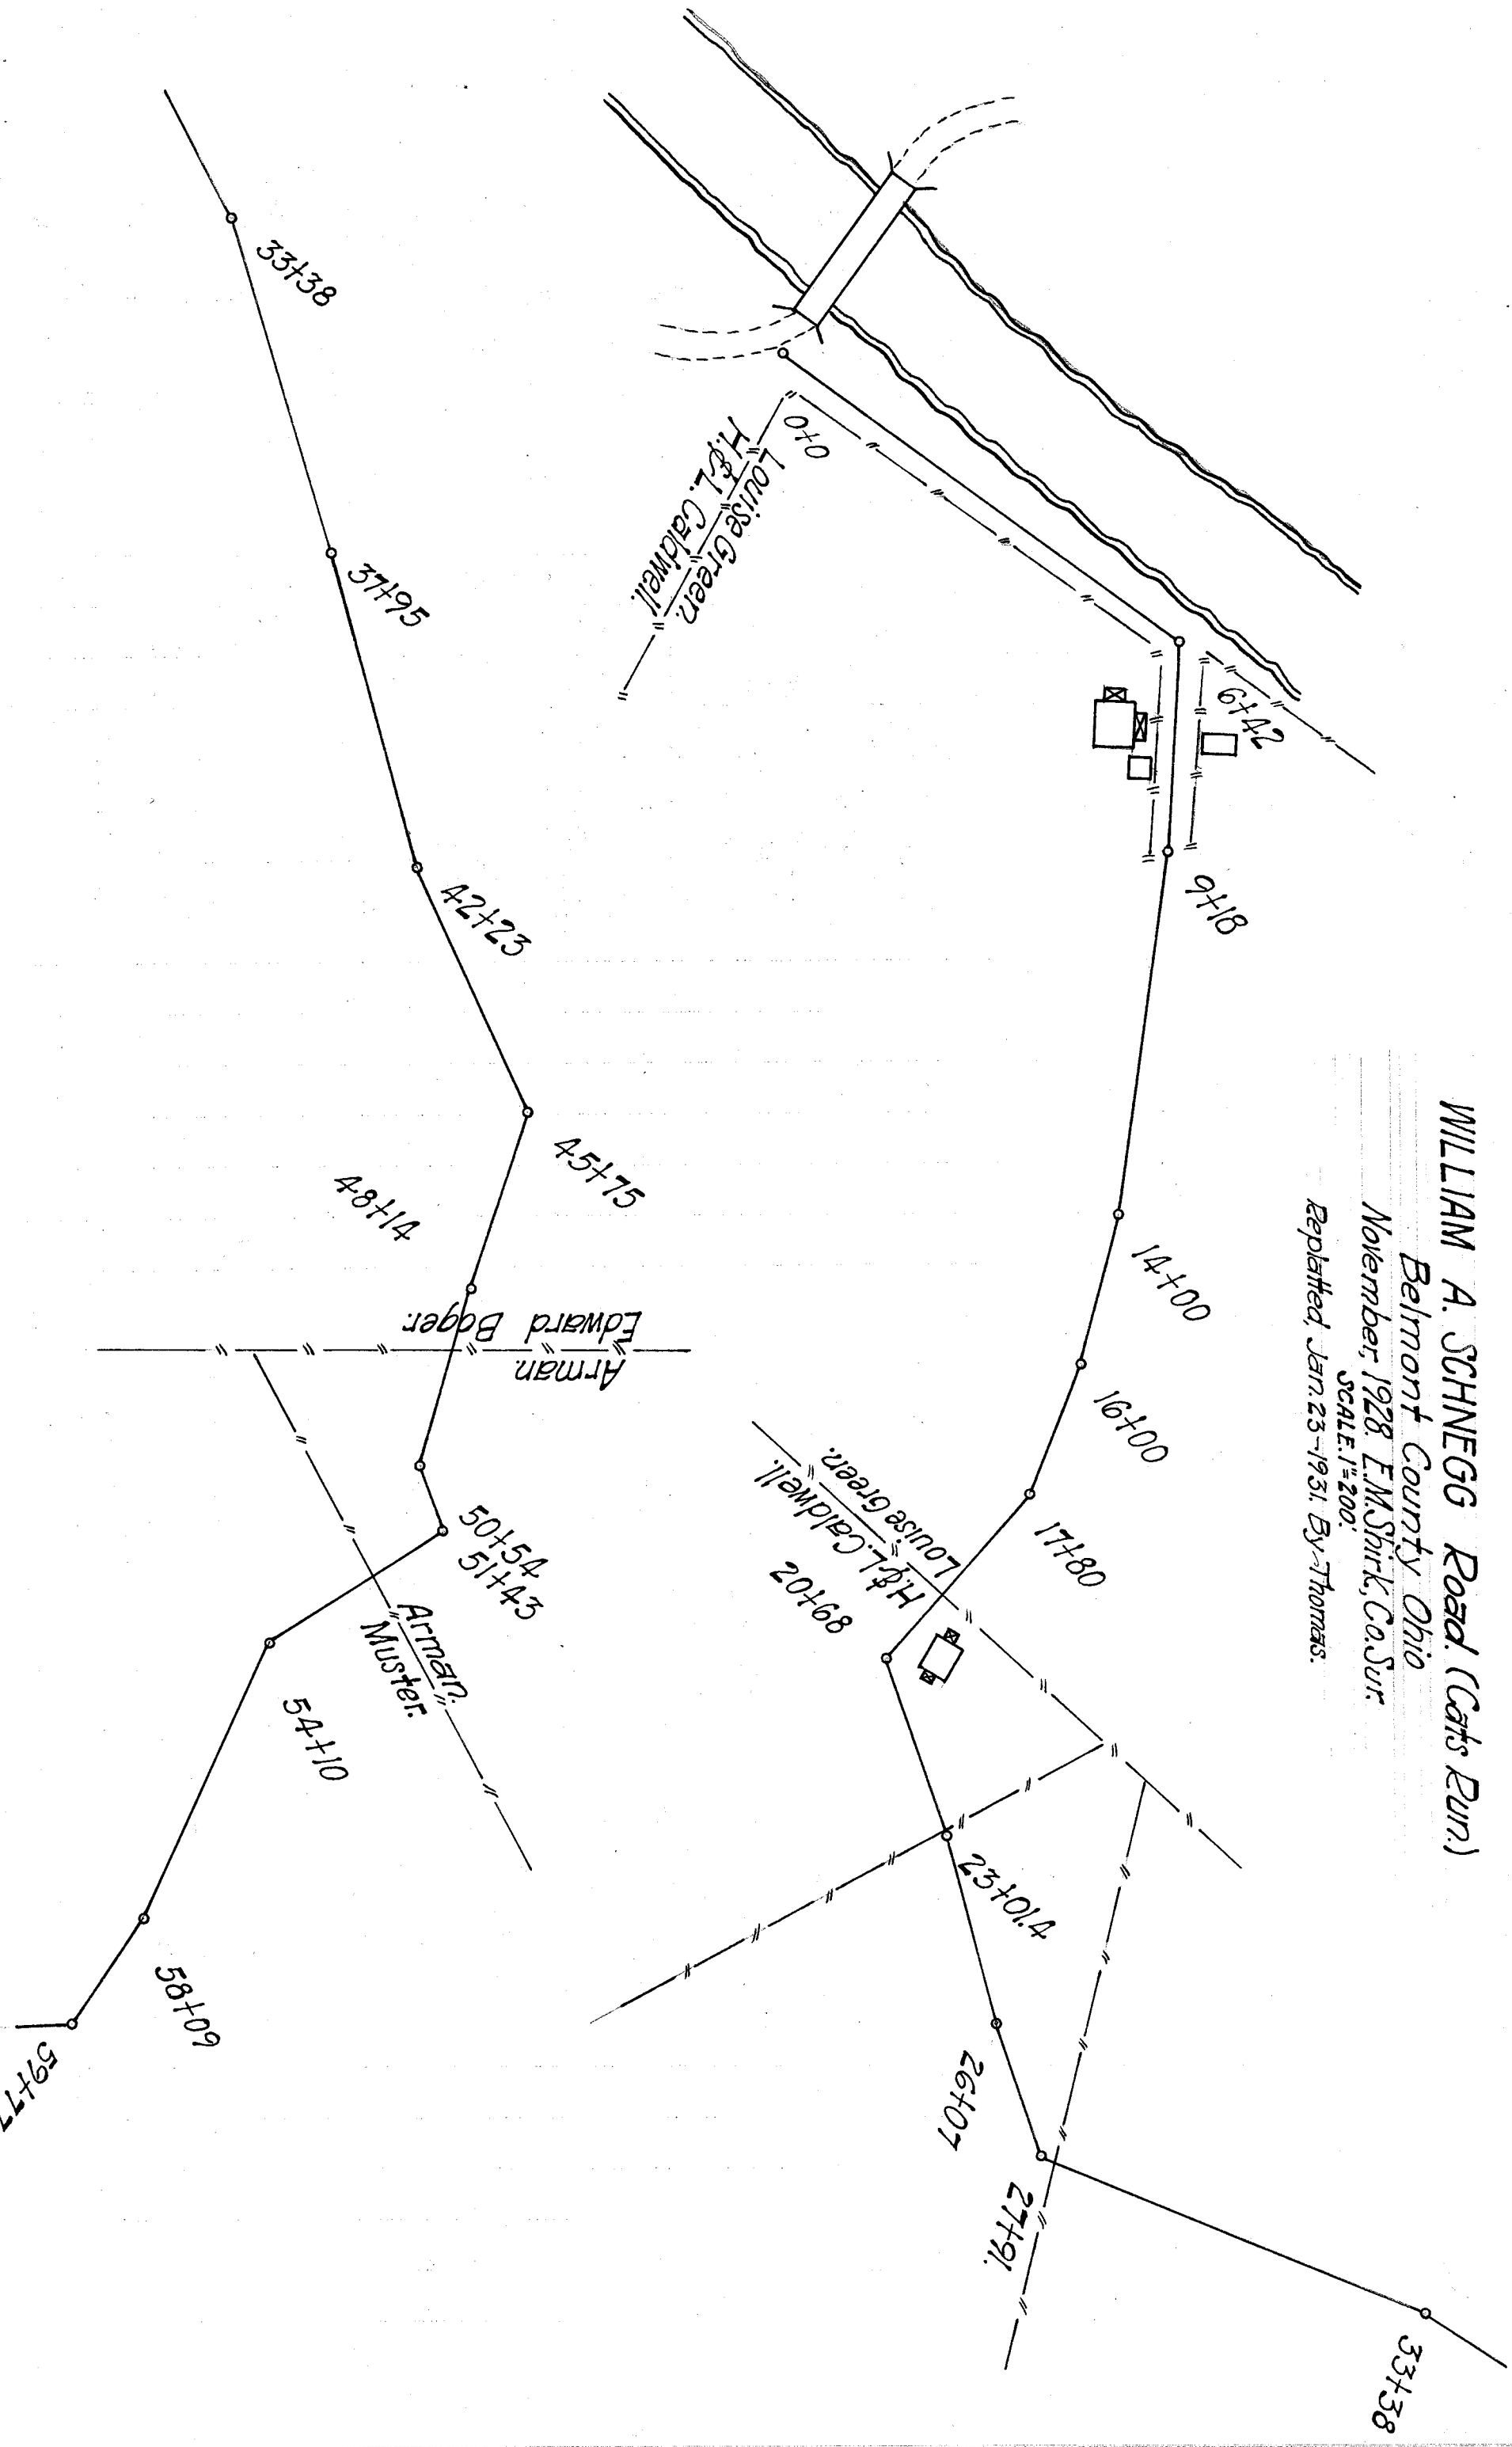 WILLIAM A. SCHNEGG Road. (Cats Run.)
Belmont County Ohio
November, 1928. E.M.Shirk, Co.Sur.
SCALE.1"=200'.
Replatted, Jan. 23-1931. By-Thomas.
0+0
Louise Green.
H.&L. Caldwell.
6+42
9+18
14+00
16+00
17+80
H.&L. Caldwell.
Louise Green.
20+68
23+01.4
26+07
27+91.
33+38
33+38
37+95
42+23
45+75
48+14
Edward Boger.
Arman.
50+54
51+43
Arman.
Muster.
54+10
58+09
59+77